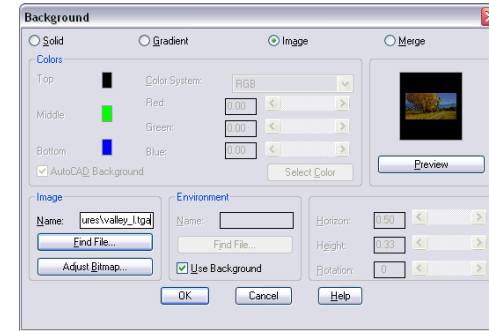 Background
Solid Gradient Image Merge
Colors
Top Color System: RGB
Red: 0.00
Middle
Green: 0.00
Bottom Blue: 0.00
AutoCAD Background Select Color Preview
Image Environment
Name: ures\valley_l.tga Name: Horizon: 0.50
Find File... Find File... Height: 0.33
Adjust Bitmap... Use Background Rotation: 0
OK Cancel Help